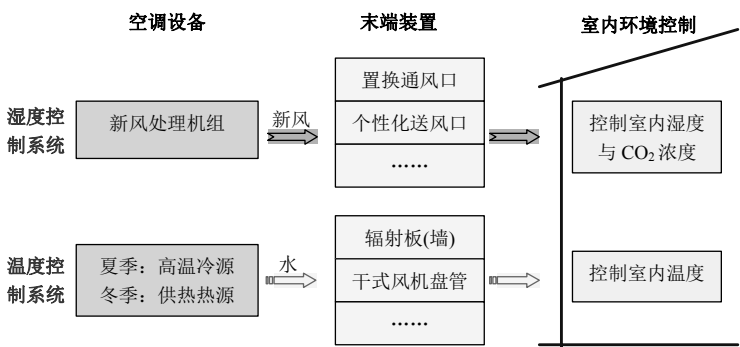 空调设备
末端装置
室内环境控制
湿度控
制系统
新风处理机组
新风
置换通风口
个性化送风口
……
控制室内湿度
与 CO₂ 浓度
温度控
制系统
夏季：高温冷源
冬季：供热热源
水
辐射板(墙)
干式风机盘管
……
控制室内温度